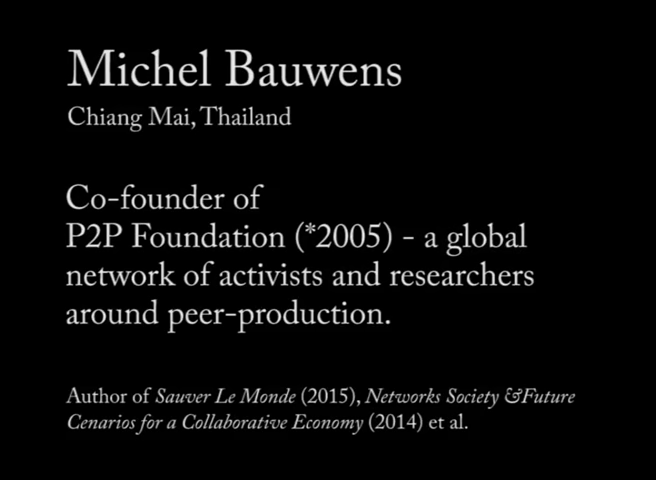 Michel Bauwens
Chiang Mai, Thailand
Co-founder of
P2P Foundation (*2005) - a global
network of activists and researchers
around peer-production.
Author of Sauver Le Monde (2015), Networks Society &Future
Cenarios for a Collaborative Economy (2014) et al.